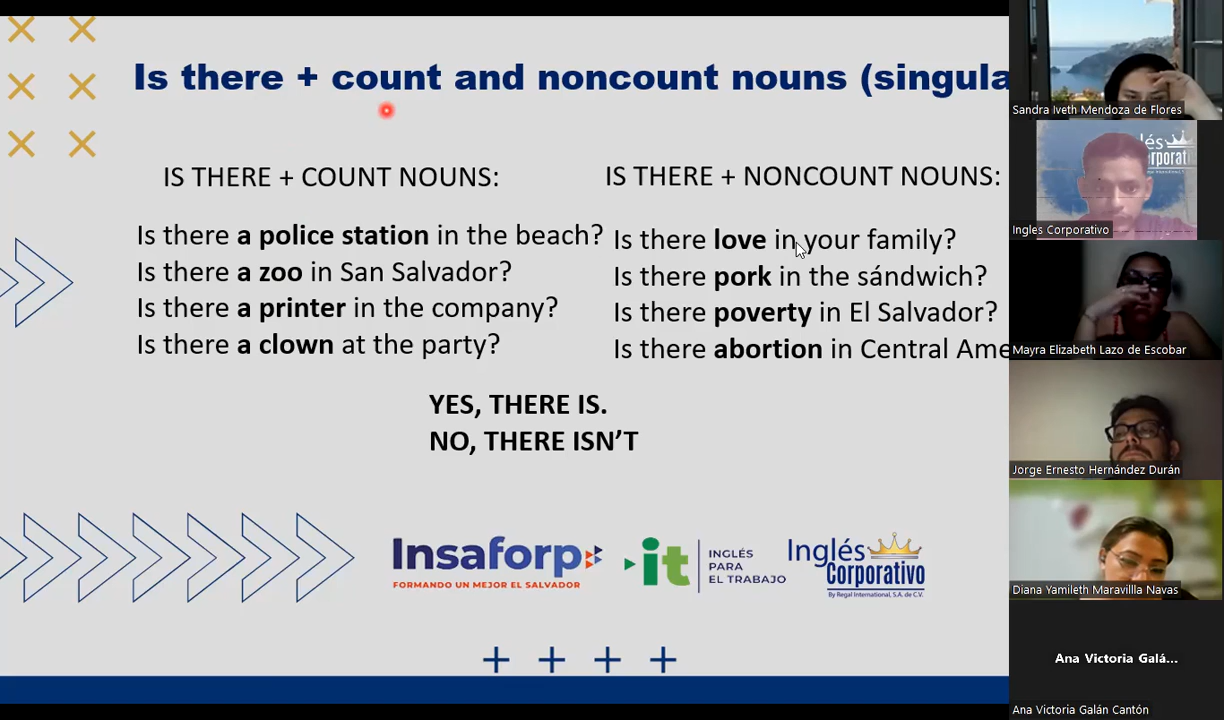 Is there + count and noncount nouns (singula
IS THERE + COUNT NOUNS:
Is there a police station in the beach?
Is there a zoo in San Salvador?
Is there a printer in the company?
Is there a clown at the party?
IS THERE + NONCOUNT NOUNS:
Is there love in your family?
Is there pork in the sándwich?
Is there poverty in El Salvador?
Is there abortion in Central Ame
YES, THERE IS.
NO, THERE ISN’T
Insaforp
FORMANDO UN MEJOR EL SALVADOR
it
INGLÉS
PARA
EL TRABAJO
Inglés
Corporativo
By Regal International, S.A. de C.V.
Sandra Iveth Mendoza de Flores
lés
rporati
Ingles Corporativo
Mayra Elizabeth Lazo de Escobar
Jorge Ernesto Hernández Durán
Diana Yamileth Maravillla Navas
Ana Victoria Galá...
Ana Victoria Galán Cantón